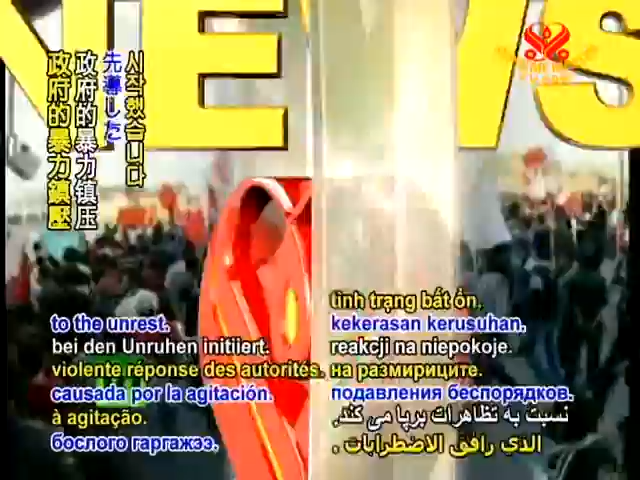 NEWS
시작했습니다
先導した
政府的暴力镇压
政府的暴力鎮壓
to the unrest.
bei den Unruhen initiiert.
violente réponse des autorités.
causada por la agitación.
à agitação.
бослого гаргажээ.
tình trạng bất ổn.
kekerasan kerusuhan.
reakcji na niepokoje.
на размириците.
подавления беспорядков.
نسبت به تظاهرات برپا می کند.
الذي رافق الاضطرابات .